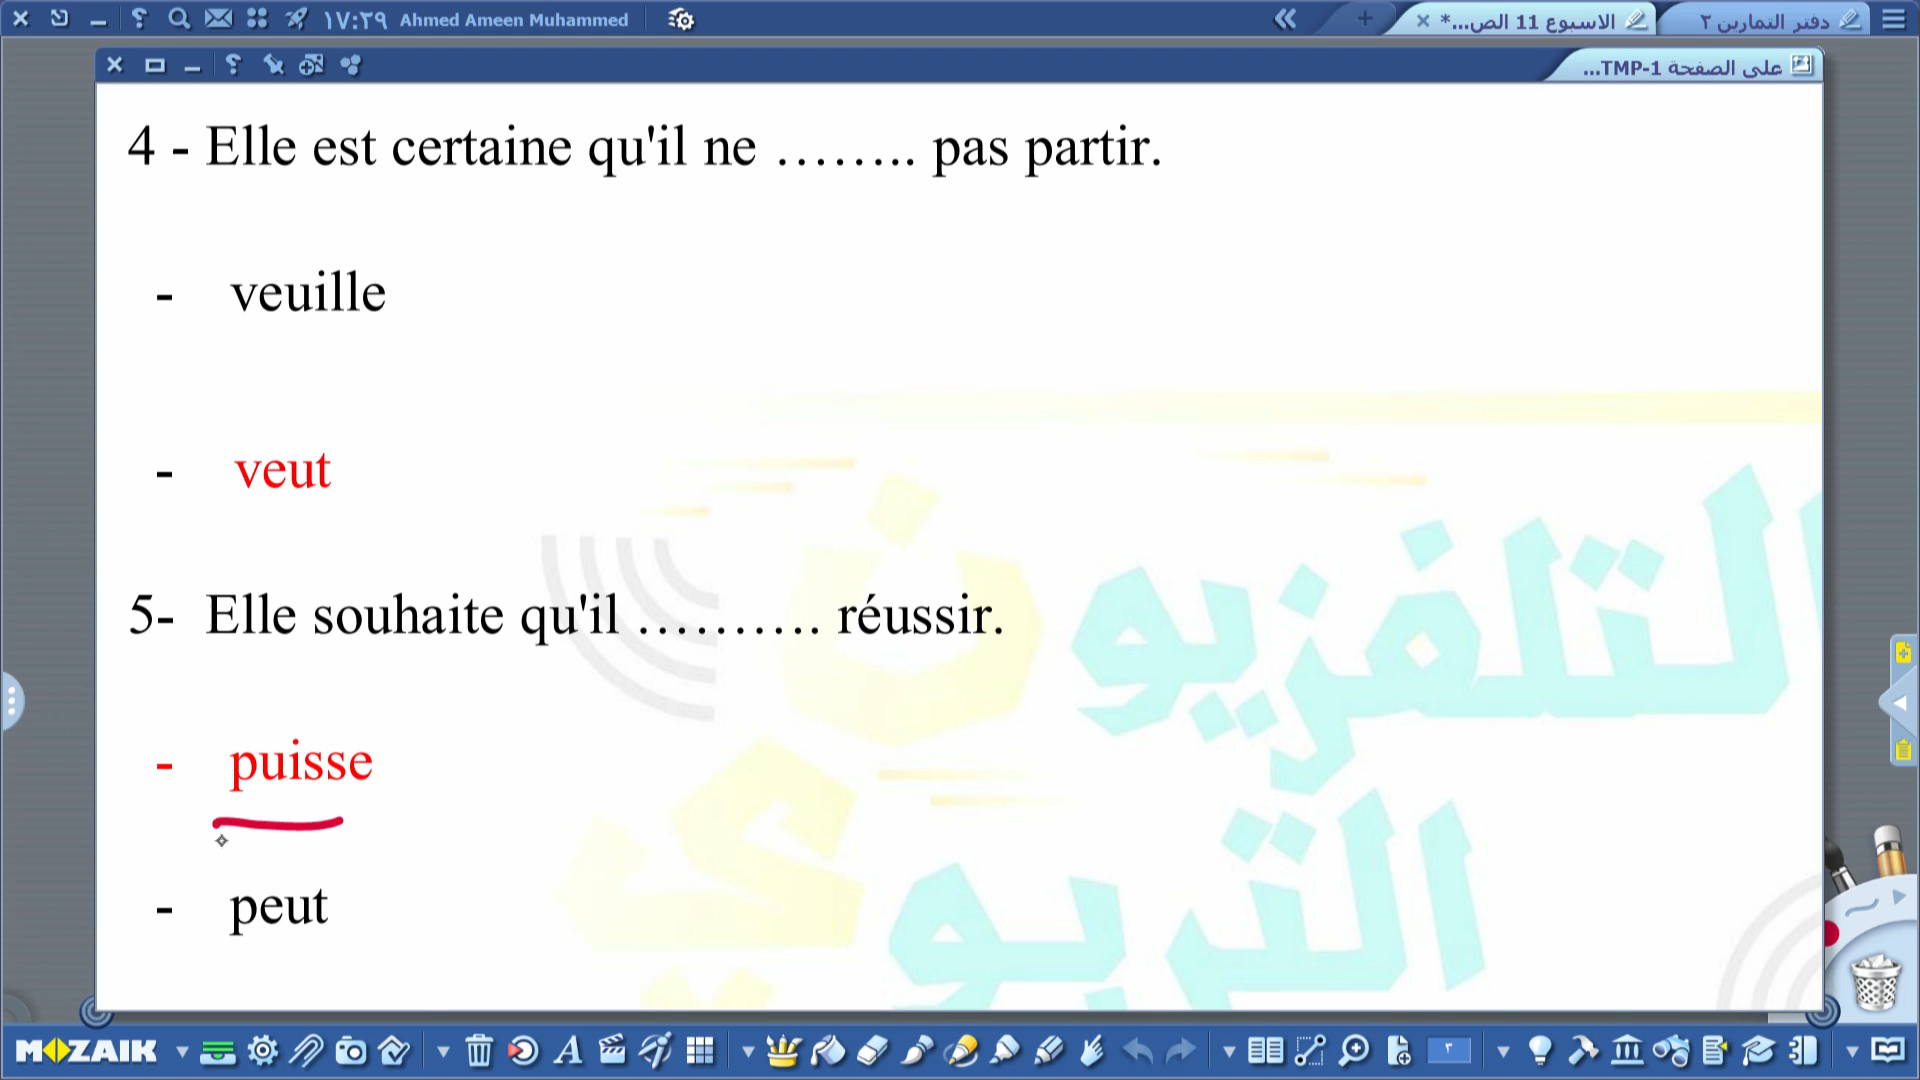 ١٧:٣٩ Ahmed Ameen Muhammed
الاسبوع 11 الص...*
دفتر التمارين ٢
على الصفحة TMP-1...
4 - Elle est certaine qu'il ne …….. pas partir.
- veuille
- veut
5- Elle souhaite qu'il ………. réussir.
- puisse
- peut
التلفزيون
التربوي
MOZAIK
٣